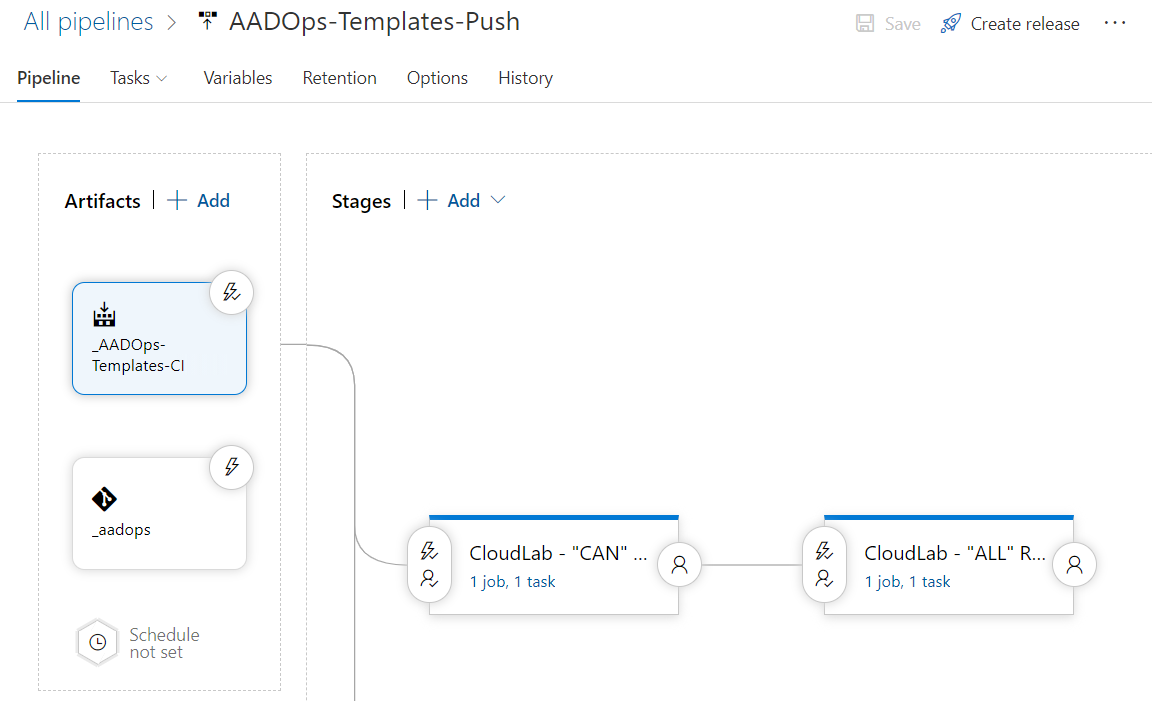 All pipelines > AADOps-Templates-Push
Save
Create release
...
Pipeline
Tasks
Variables
Retention
Options
History
Artifacts | + Add
Stages | + Add
_AADOps-
Templates-CI
_aadops
Schedule
not set
CloudLab - "CAN" ...
1 job, 1 task
CloudLab - "ALL" R...
1 job, 1 task